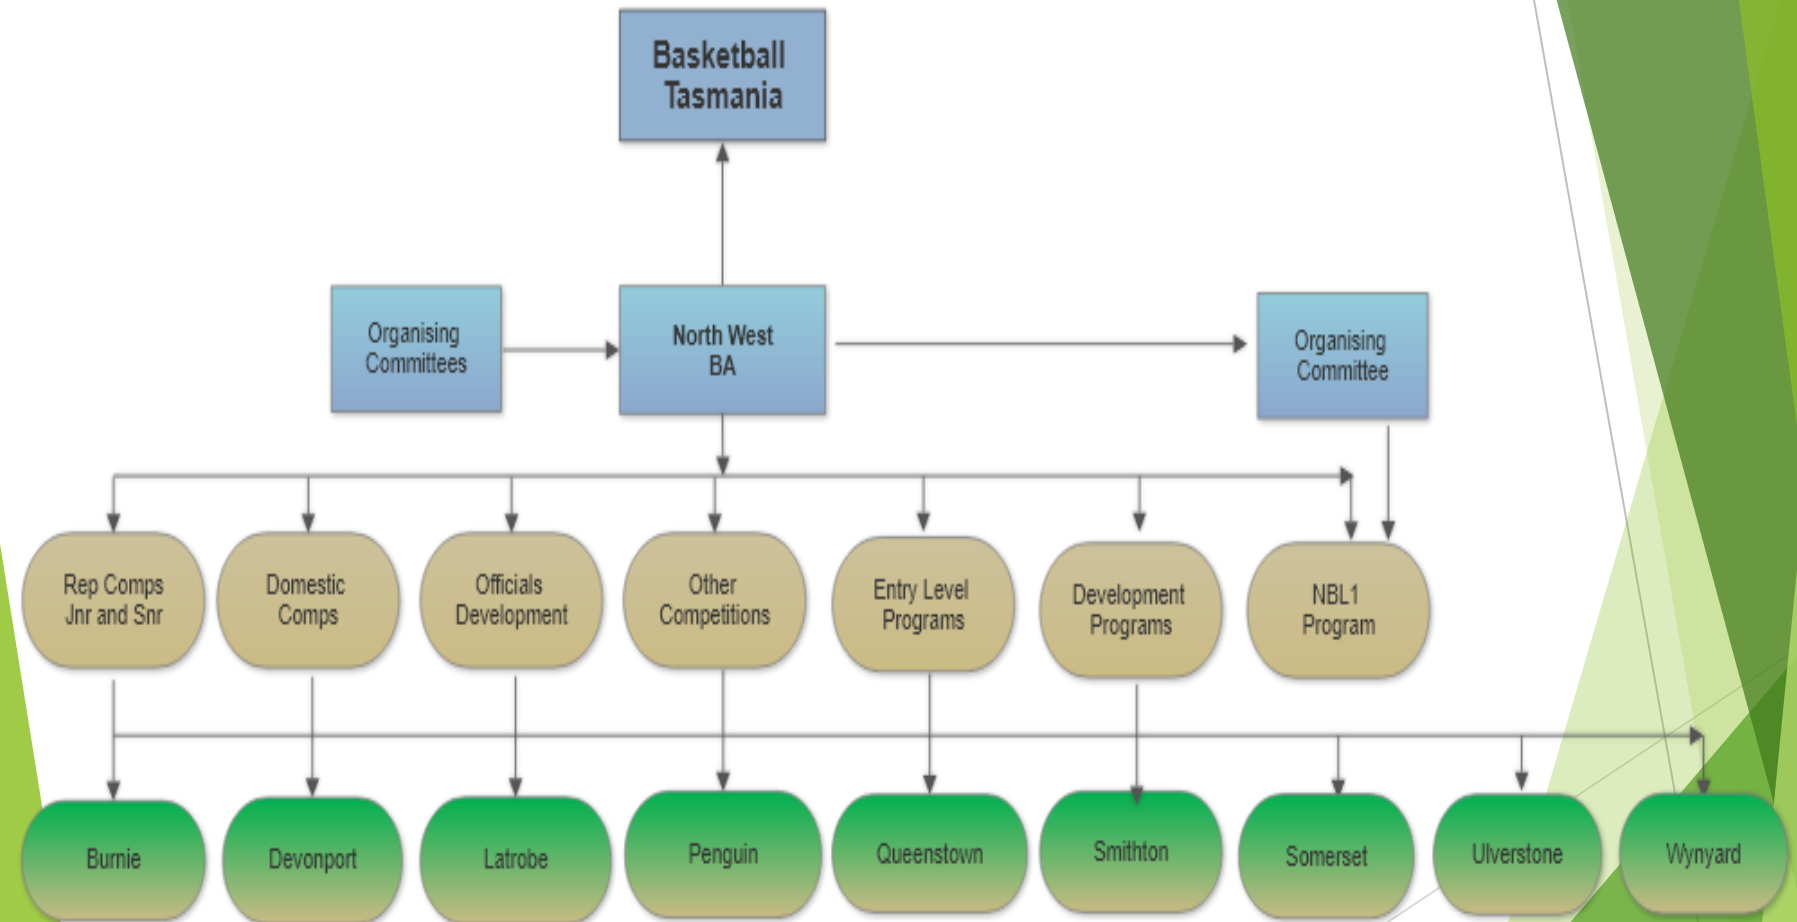 Basketball
Tasmania
Organising
Committees
North West
BA
Organising
Committee
Rep Comps
Jnr and Snr
Domestic
Comps
Officials
Development
Other
Competitions
Entry Level
Programs
Development
Programs
NBL1
Program
Burnie
Devonport
Latrobe
Penguin
Queenstown
Smithton
Somerset
Ulverstone
Wynyard